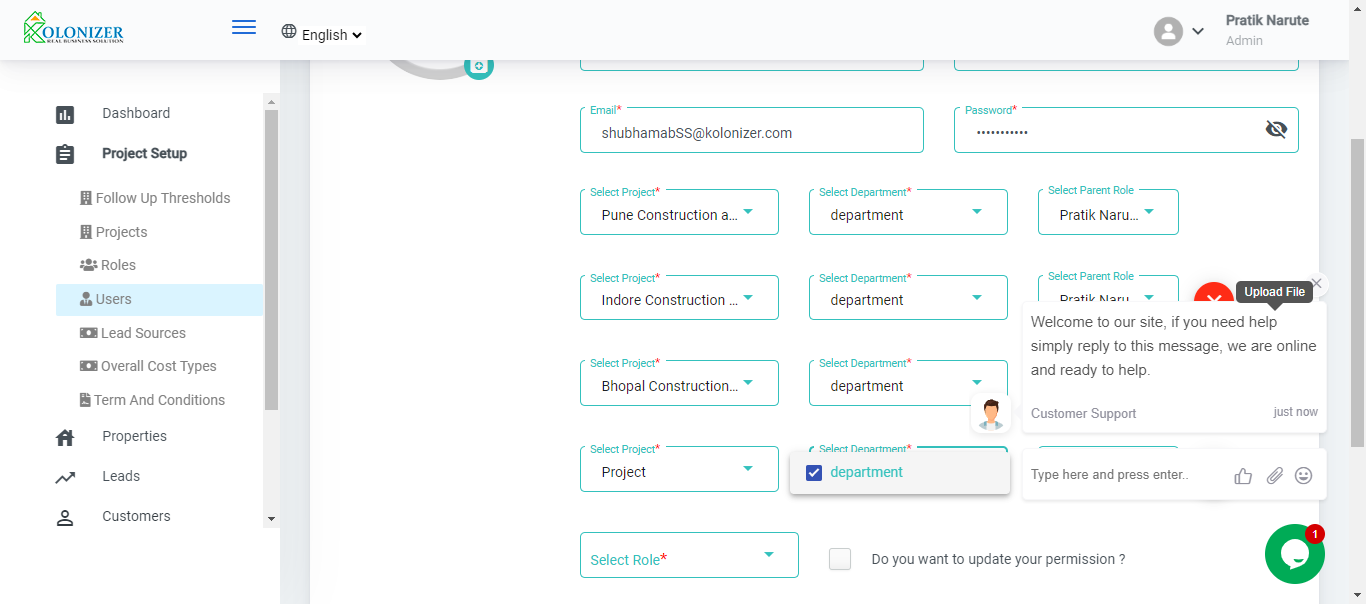 KOLONIZER
REAL BUSINESS SOLUTION
English
Pratik Narute
Admin
Dashboard
Project Setup
Follow Up Thresholds
Projects
Roles
Users
Lead Sources
Overall Cost Types
Term And Conditions
Properties
Leads
Customers
Email*
shubhamabSS@kolonizer.com
Password*
•••••••••••
Select Project*
Pune Construction a...
Select Department*
department
Select Parent Role
Pratik Naru...
Select Project*
Indore Construction ...
Select Department*
department
Select Parent Role
Pratik Naru...
Select Project*
Bhopal Construction...
Select Department*
department
Select Project*
Project
Select Department*
department
Select Role*
Do you want to update your permission ?
Upload File
Welcome to our site, if you need help
simply reply to this message, we are online
and ready to help.
Customer Support
just now
Type here and press enter..
1